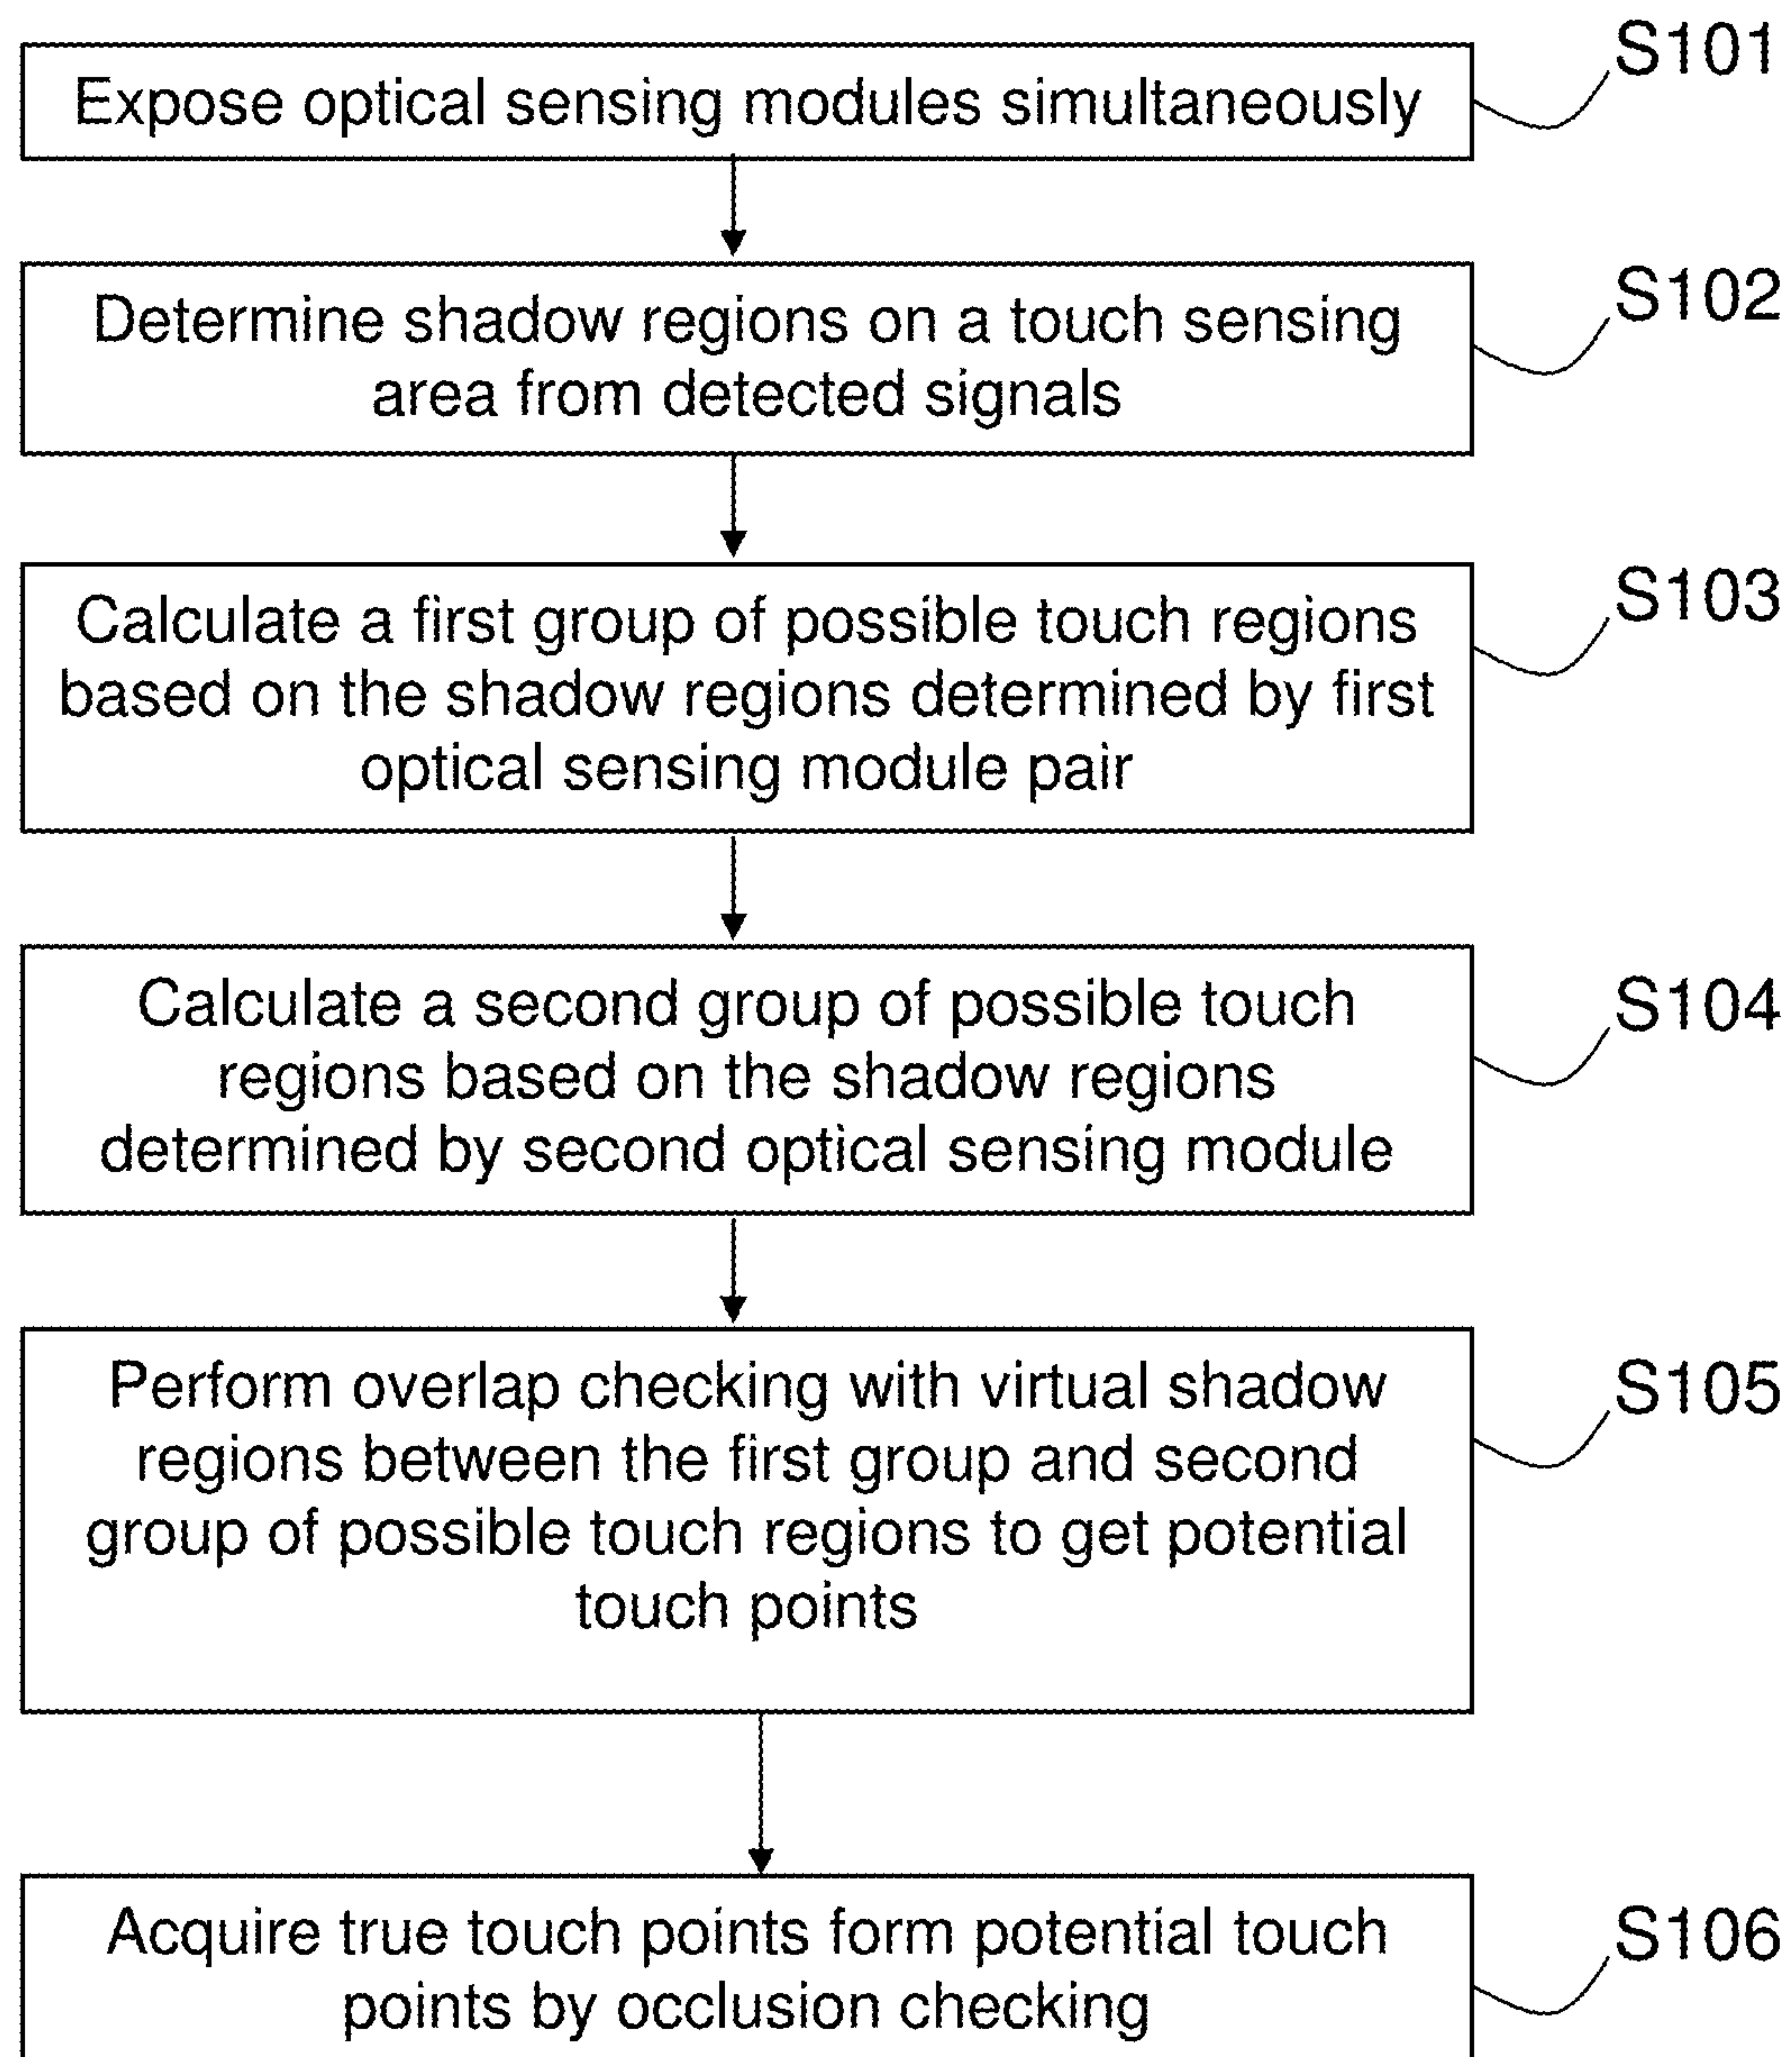 S101
Expose optical sensing modules simultaneously
S102
Determine shadow regions on a touch sensing
area from detected signals
S103
Calculate a first group of possible touch regions
based on the shadow regions determined by first
optical sensing module pair
S104
Calculate a second group of possible touch
regions based on the shadow regions
determined by second optical sensing module
S105
Perform overlap checking with virtual shadow
regions between the first group and second
group of possible touch regions to get potential
touch points
S106
Acquire true touch points form potential touch
points by occlusion checking